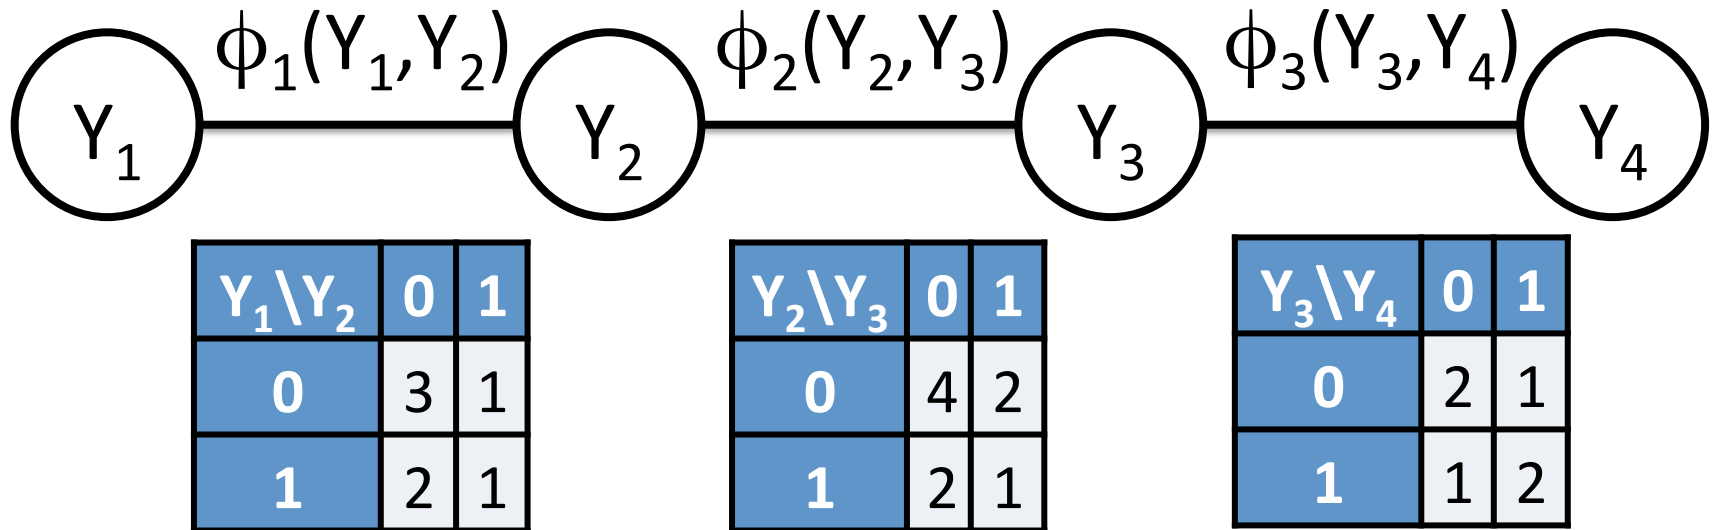 ϕ₁(Y₁,Y₂) ϕ₂(Y₂,Y₃) ϕ₃(Y₃,Y₄)
Y₁ Y₂ Y₃ Y₄
Y₁\Y₂ 0 1
0 3 1
1 2 1
Y₂\Y₃ 0 1
0 4 2
1 2 1
Y₃\Y₄ 0 1
0 2 1
1 1 2